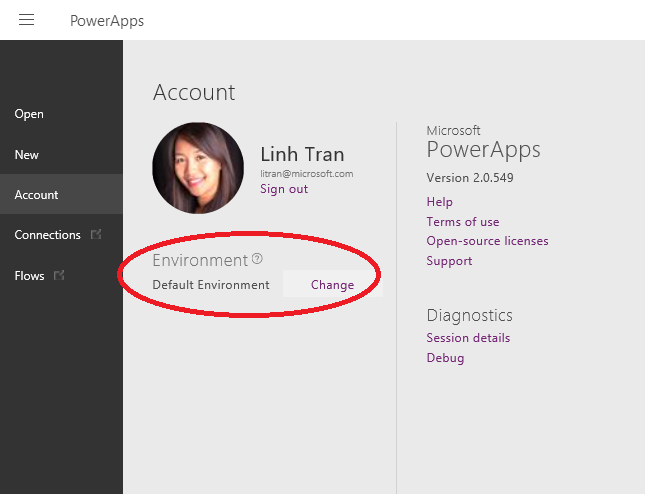 PowerApps
Open
New
Account
Connections
Flows
Account
Linh Tran
litran@microsoft.com
Sign out
Environment ?
Default Environment
Change
Microsoft
PowerApps
Version 2.0.549
Help
Terms of use
Open-source licenses
Support
Diagnostics
Session details
Debug